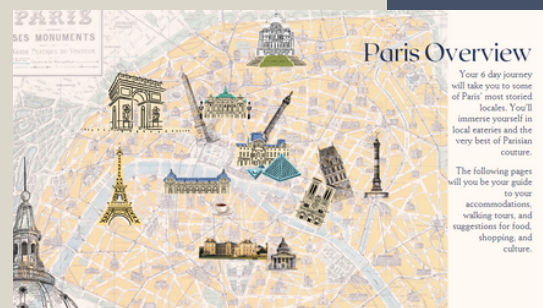 PARIS
SES MONUMENTS
Paris Overview
Your 6 day journey
will take you to some
of Paris' most storied
locales. You'll
immerse yourself in
local eateries and the
very best of Parisian
couture.
The following pages
will you be your guide
to your
accommodations,
walking tours, and
suggestions for food,
shopping, and
culture.